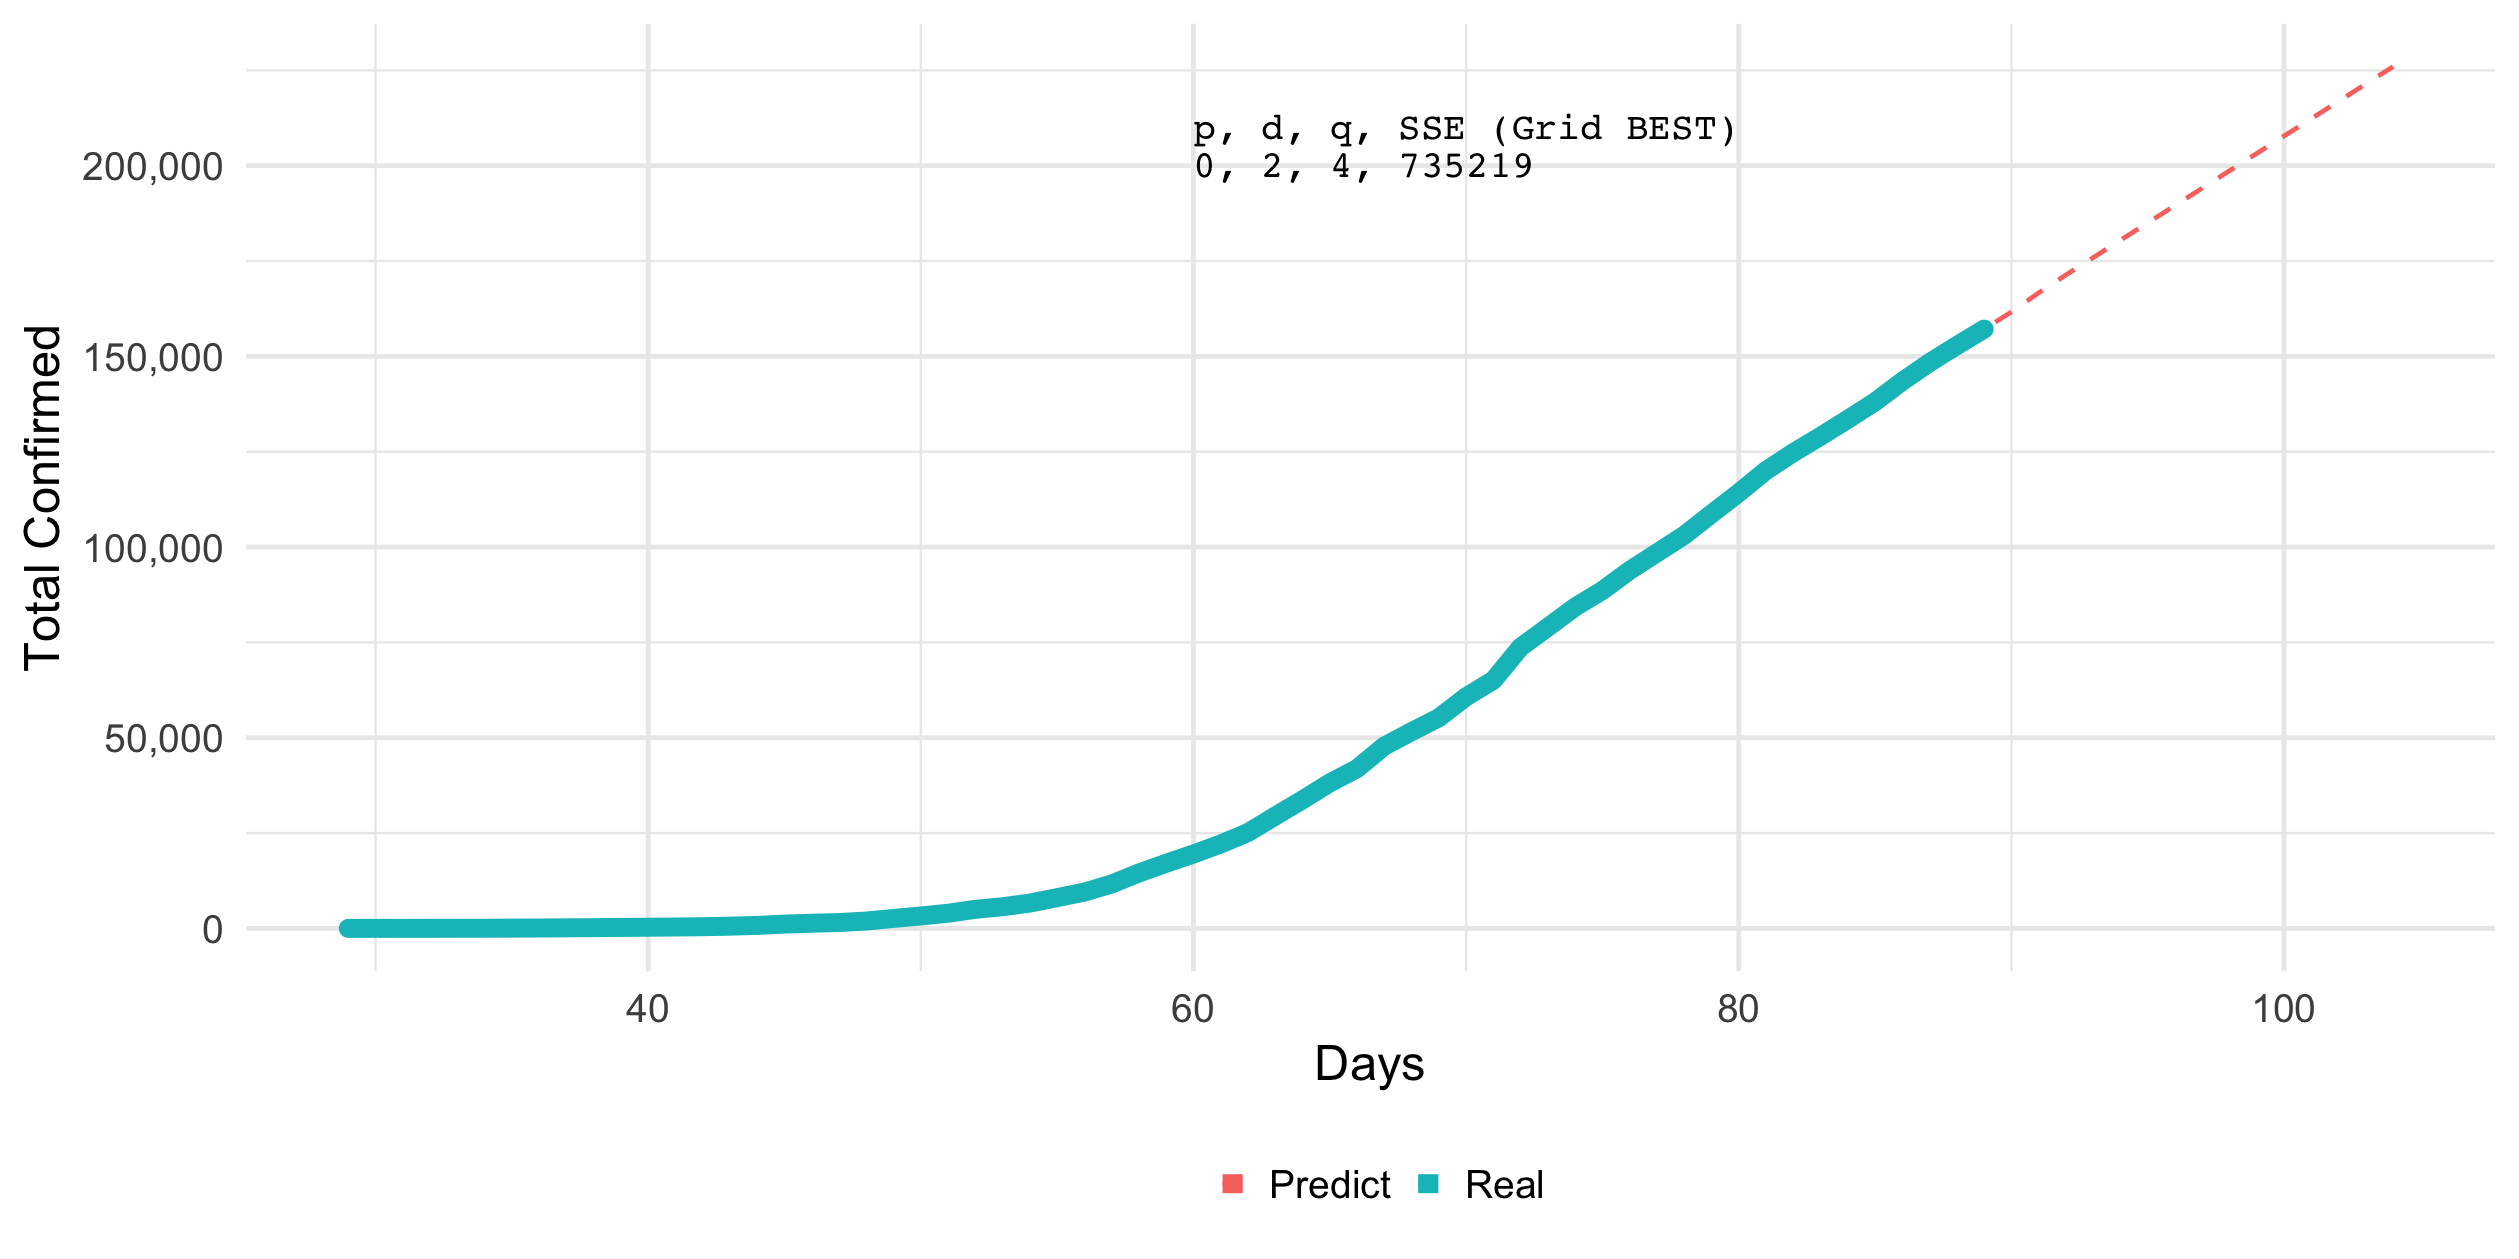 p, d, q, SSE (Grid BEST)
0, 2, 4, 735219
200,000
150,000
100,000
50,000
0
Total Confirmed
40 60 80 100
Days
Predict Real